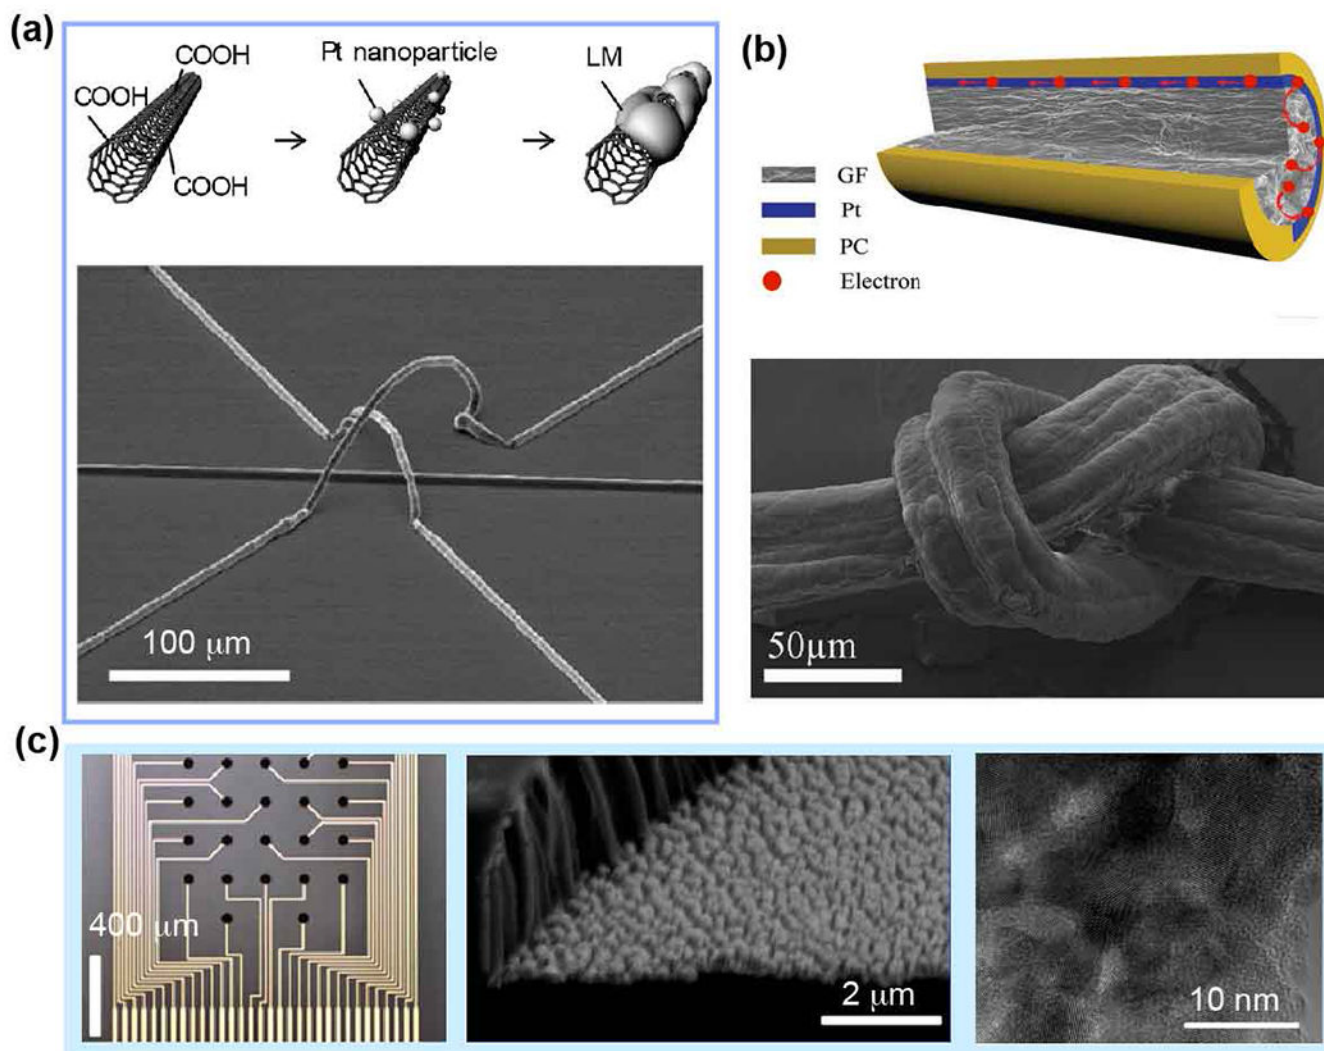 (a)
COOH
COOH
COOH
Pt nanoparticle
LM
100 μm
(b)
GF
Pt
PC
Electron
50μm
(c)
400 μm
2 μm
10 nm